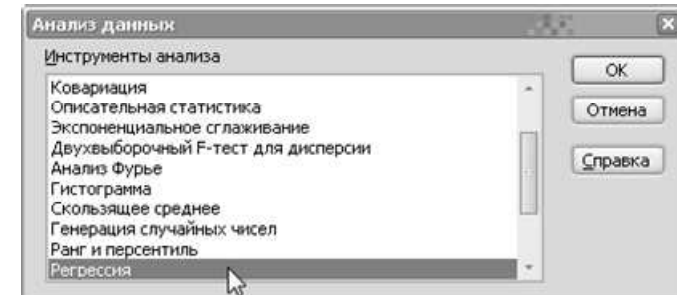 Анализ данных
Инструменты анализа
Ковариация
Описательная статистика
Экспоненциальное сглаживание
Двухвыборочный F-тест для дисперсии
Анализ Фурье
Гистограмма
Скользящее среднее
Генерация случайных чисел
Ранг и персентиль
Регрессия
ОК
Отмена
Справка